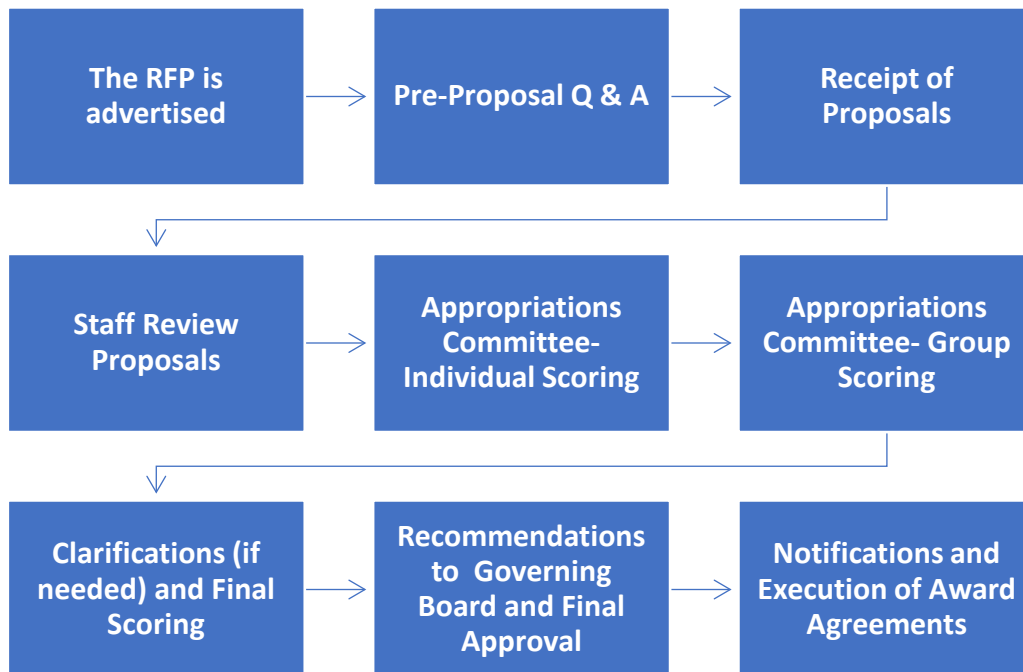 The RFP is
advertised
Pre-Proposal Q & A
Receipt of
Proposals
Staff Review
Proposals
Appropriations
Committee-
Individual Scoring
Appropriations
Committee- Group
Scoring
Clarifications (if
needed) and Final
Scoring
Recommendations
to Governing
Board and Final
Approval
Notifications and
Execution of Award
Agreements